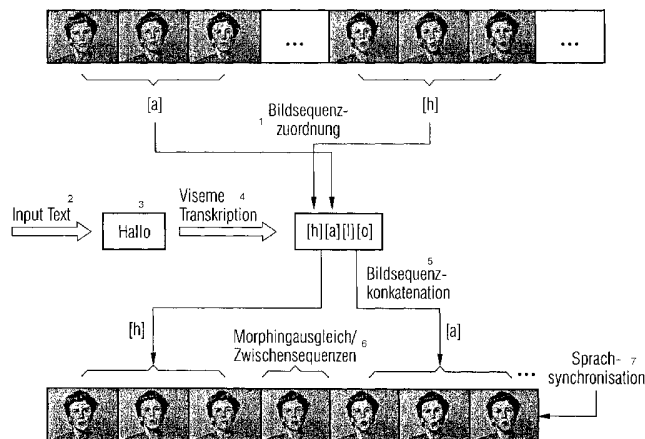 ... ...
[a] [h]
1 Bildsequenz-
zuordnung
2 3 4
Input Text Hallo Viseme
Transkription
[h][a][l][o]
5
Bildsequenz-
konkatenation
[h] [a]
Morphingausgleich/
Zwischensequenzen 6
...
Sprach- 7
synchronisation